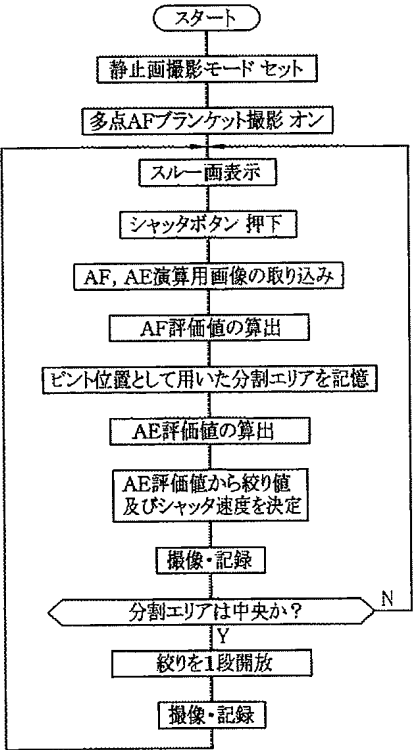 スタート
静止画撮影モード セット
多点AFブランケット撮影 オン
スルー画表示
シャッタボタン 押下
AF, AE演算用画像の取り込み
AF評価値の算出
ピント位置として用いた分割エリアを記憶
AE評価値の算出
AE評価値から絞り値
及びシャッタ速度を決定
撮像・記録
分割エリアは中央か?
N
Y
絞りを1段開放
撮像・記録